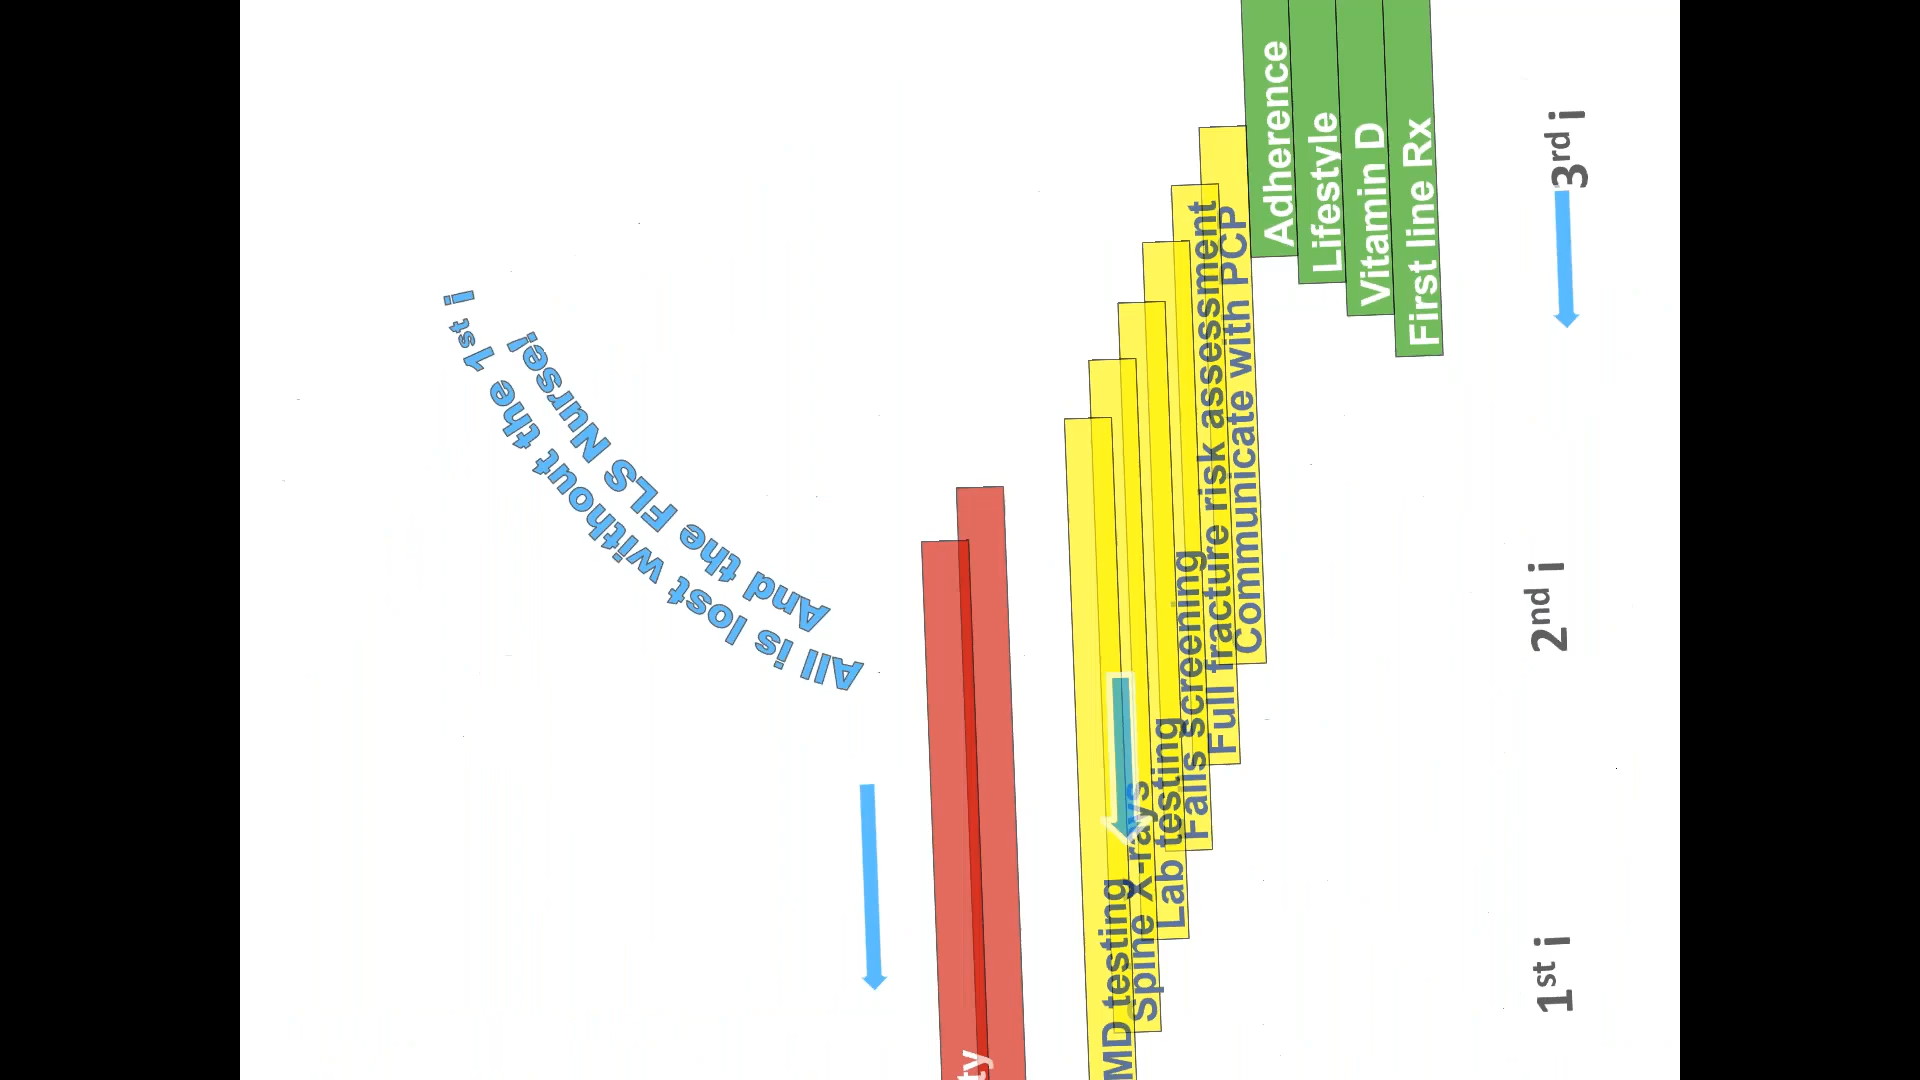 All is lost without the 1st i
And the FLS Nurse!
ty
MD testing
Spine X-rays
Lab testing
Falls screening
Full fracture risk assessment
Communicate with PCP
Adherence
Lifestyle
Vitamin D
First line Rx
1st i
2nd i
3rd i